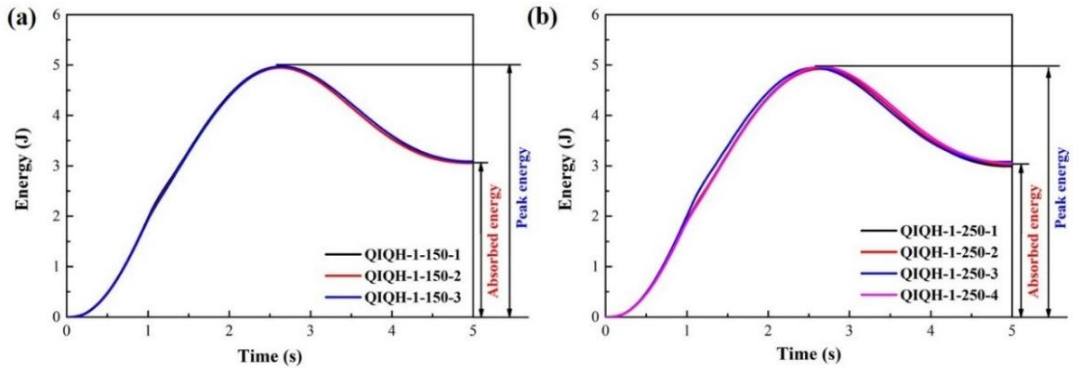 (a)
6
5
4
3
2
1
0
Energy (J)
0 1 2 3 4 5
Time (s)
QIQH-1-150-1
QIQH-1-150-2
QIQH-1-150-3
Absorbed energy
Peak energy
(b)
6
5
4
3
2
1
0
Energy (J)
0 1 2 3 4 5
Time (s)
QIQH-1-250-1
QIQH-1-250-2
QIQH-1-250-3
QIQH-1-250-4
Absorbed energy
Peak energy